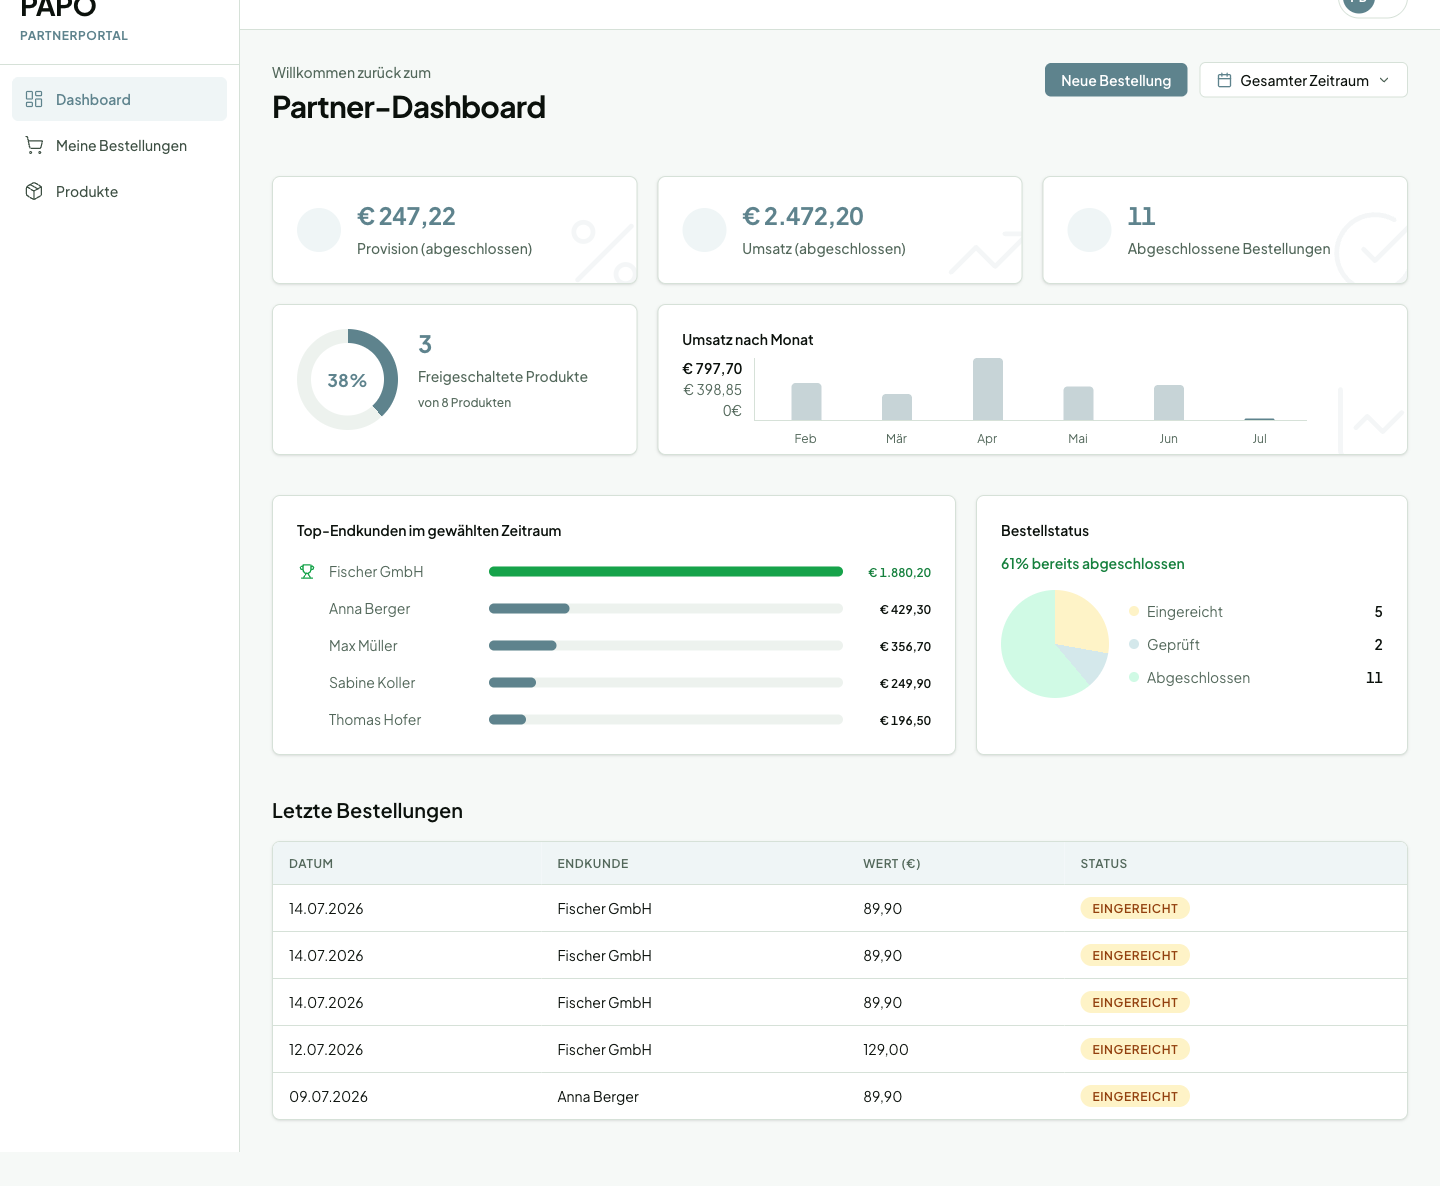 PAPO
PARTNERPORTAL
Dashboard
Meine Bestellungen
Produkte
Willkommen zurück zum
Partner-Dashboard
Neue Bestellung
Gesamter Zeitraum
€ 247,22
Provision (abgeschlossen)
€ 2.472,20
Umsatz (abgeschlossen)
11
Abgeschlossene Bestellungen
38%
3
Freigeschaltete Produkte
von 8 Produkten
Umsatz nach Monat
€ 797,70
€ 398,85
0€
Feb Mär Apr Mai Jun Jul
Top-Endkunden im gewählten Zeitraum
Fischer GmbH € 1.880,20
Anna Berger € 429,30
Max Müller € 356,70
Sabine Koller € 249,90
Thomas Hofer € 196,50
Bestellstatus
61% bereits abgeschlossen
Eingereicht 5
Geprüft 2
Abgeschlossen 11
Letzte Bestellungen
DATUM ENDKUNDE WERT (€) STATUS
14.07.2026 Fischer GmbH 89,90 EINGEREICHT
14.07.2026 Fischer GmbH 89,90 EINGEREICHT
14.07.2026 Fischer GmbH 89,90 EINGEREICHT
12.07.2026 Fischer GmbH 129,00 EINGEREICHT
09.07.2026 Anna Berger 89,90 EINGEREICHT